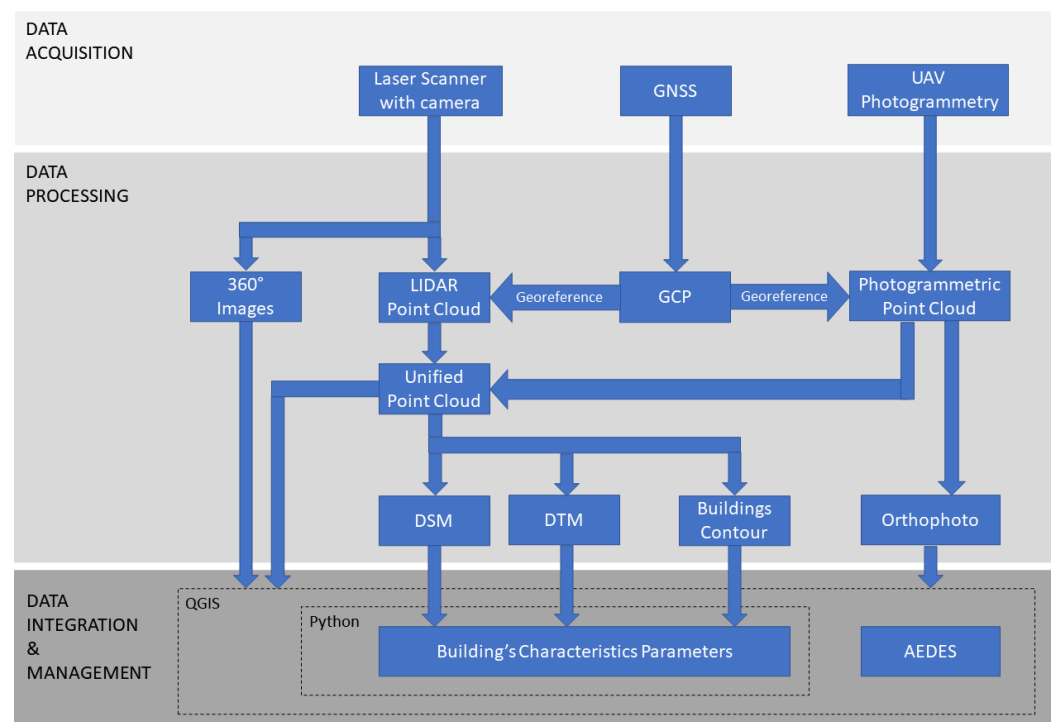 DATA
ACQUISITION
Laser Scanner
with camera
GNSS
UAV
Photogrammetry
DATA
PROCESSING
360°
Images
LIDAR
Point Cloud
Georeference
GCP
Georeference
Photogrammetric
Point Cloud
Unified
Point Cloud
DSM
DTM
Buildings
Contour
Orthophoto
DATA
INTEGRATION
&
MANAGEMENT
QGIS
Python
Building’s Characteristics Parameters
AEDES